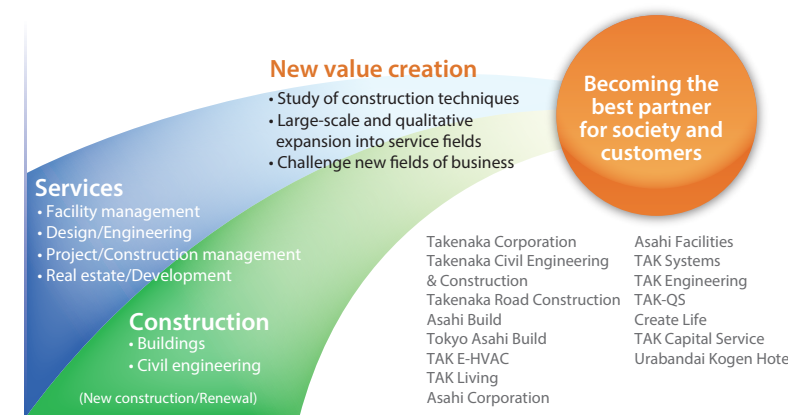 New value creation
• Study of construction techniques
• Large-scale and qualitative
expansion into service fields
• Challenge new fields of business
Becoming the
best partner
for society and
customers
Services
• Facility management
• Design/Engineering
• Project/Construction management
• Real estate/Development
Construction
• Buildings
• Civil engineering
(New construction/Renewal)
Takenaka Corporation
Takenaka Civil Engineering
& Construction
Takenaka Road Construction
Asahi Build
Tokyo Asahi Build
TAK E-HVAC
TAK Living
Asahi Corporation
Asahi Facilities
TAK Systems
TAK Engineering
TAK-QS
Create Life
TAK Capital Service
Urabandai Kogen Hote